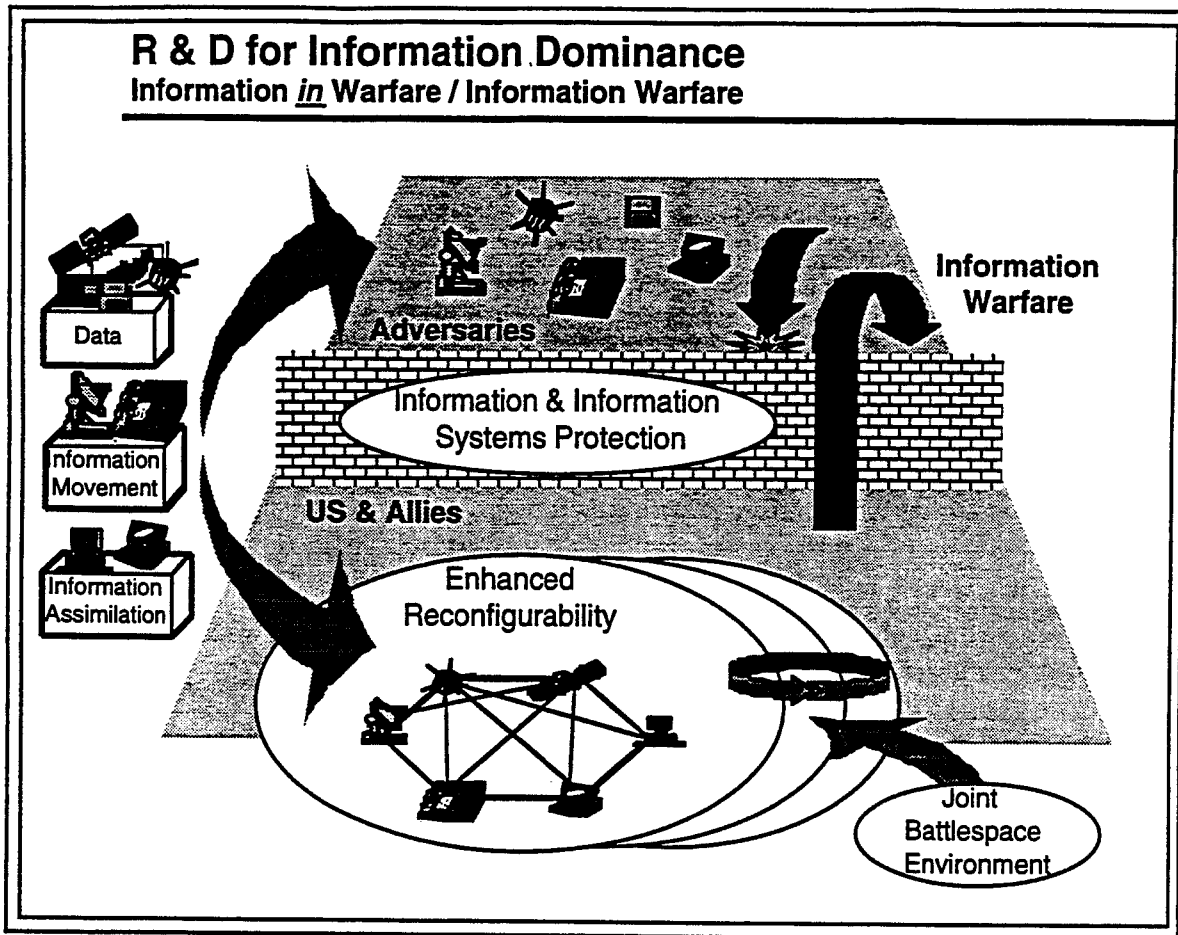 R & D for Information Dominance
Information in Warfare / Information Warfare
Data
Information
Movement
Information
Assimilation
Adversaries
Information
Warfare
Information & Information
Systems Protection
US & Allies
Enhanced
Reconfigurability
Joint
Battlespace
Environment